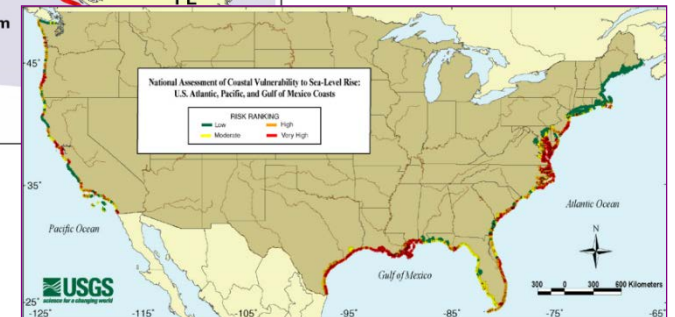 m
National Assessment of Coastal Vulnerability to Sea-Level Rise:
U.S. Atlantic, Pacific, and Gulf of Mexico Coasts
RISK RANKING
Low
High
Moderate
Very High
45°
35°
25°
Pacific Ocean
Atlantic Ocean
Gulf of Mexico
N
300 0 300 600 Kilometers
USGS
science for a changing world
-125 -115 -95 -85 -75 -65